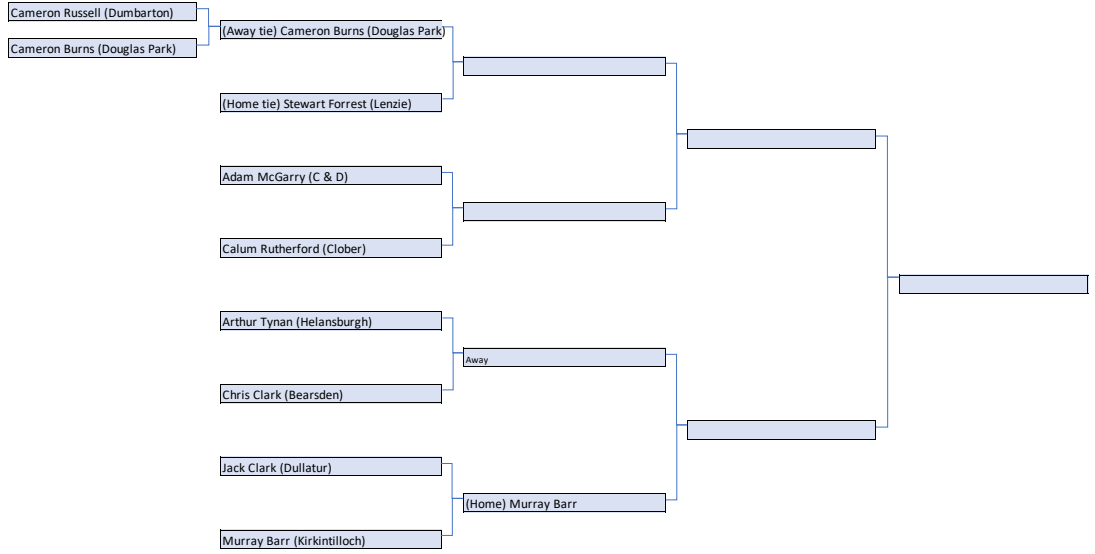 Cameron Russell (Dumbarton)
(Away tie) Cameron Burns (Douglas Park)
Cameron Burns (Douglas Park)
(Home tie) Stewart Forrest (Lenzie)
Adam McGarry (C & D)
Calum Rutherford (Clober)
Arthur Tynan (Helansburgh)
Away
Chris Clark (Bearsden)
Jack Clark (Dullatur)
(Home) Murray Barr
Murray Barr (Kirkintilloch)